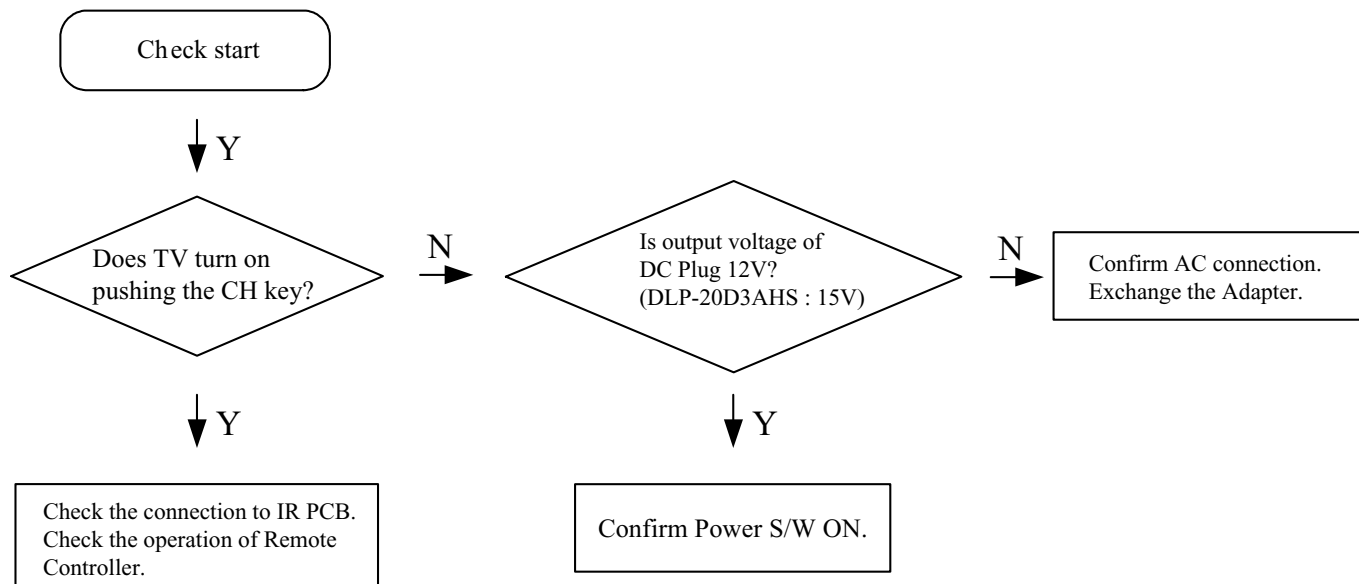 Check start
Y
Does TV turn on
pushing the CH key?
N
Is output voltage of
DC Plug 12V?
(DLP-20D3AHS : 15V)
N
Confirm AC connection.
Exchange the Adapter.
Y
Y
Check the connection to IR PCB.
Check the operation of Remote
Controller.
Confirm Power S/W ON.